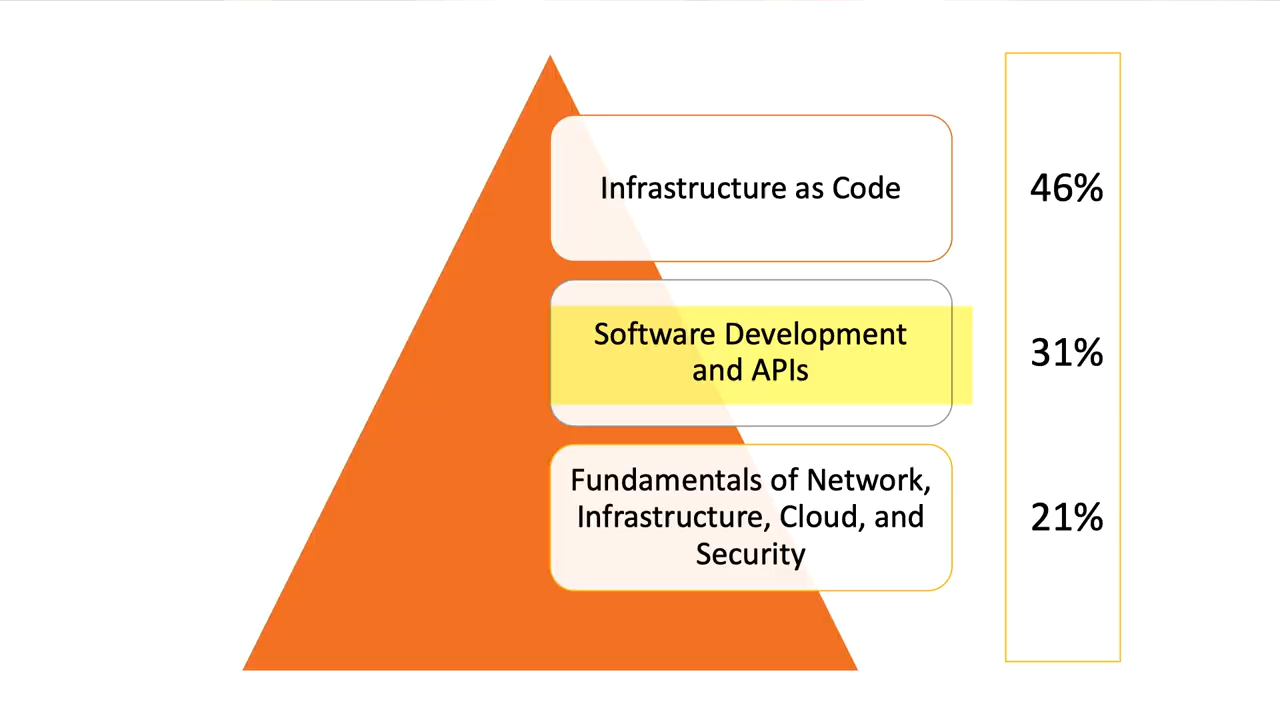 Infrastructure as Code
46%
Software Development
and APIs
31%
Fundamentals of Network,
Infrastructure, Cloud, and
Security
21%